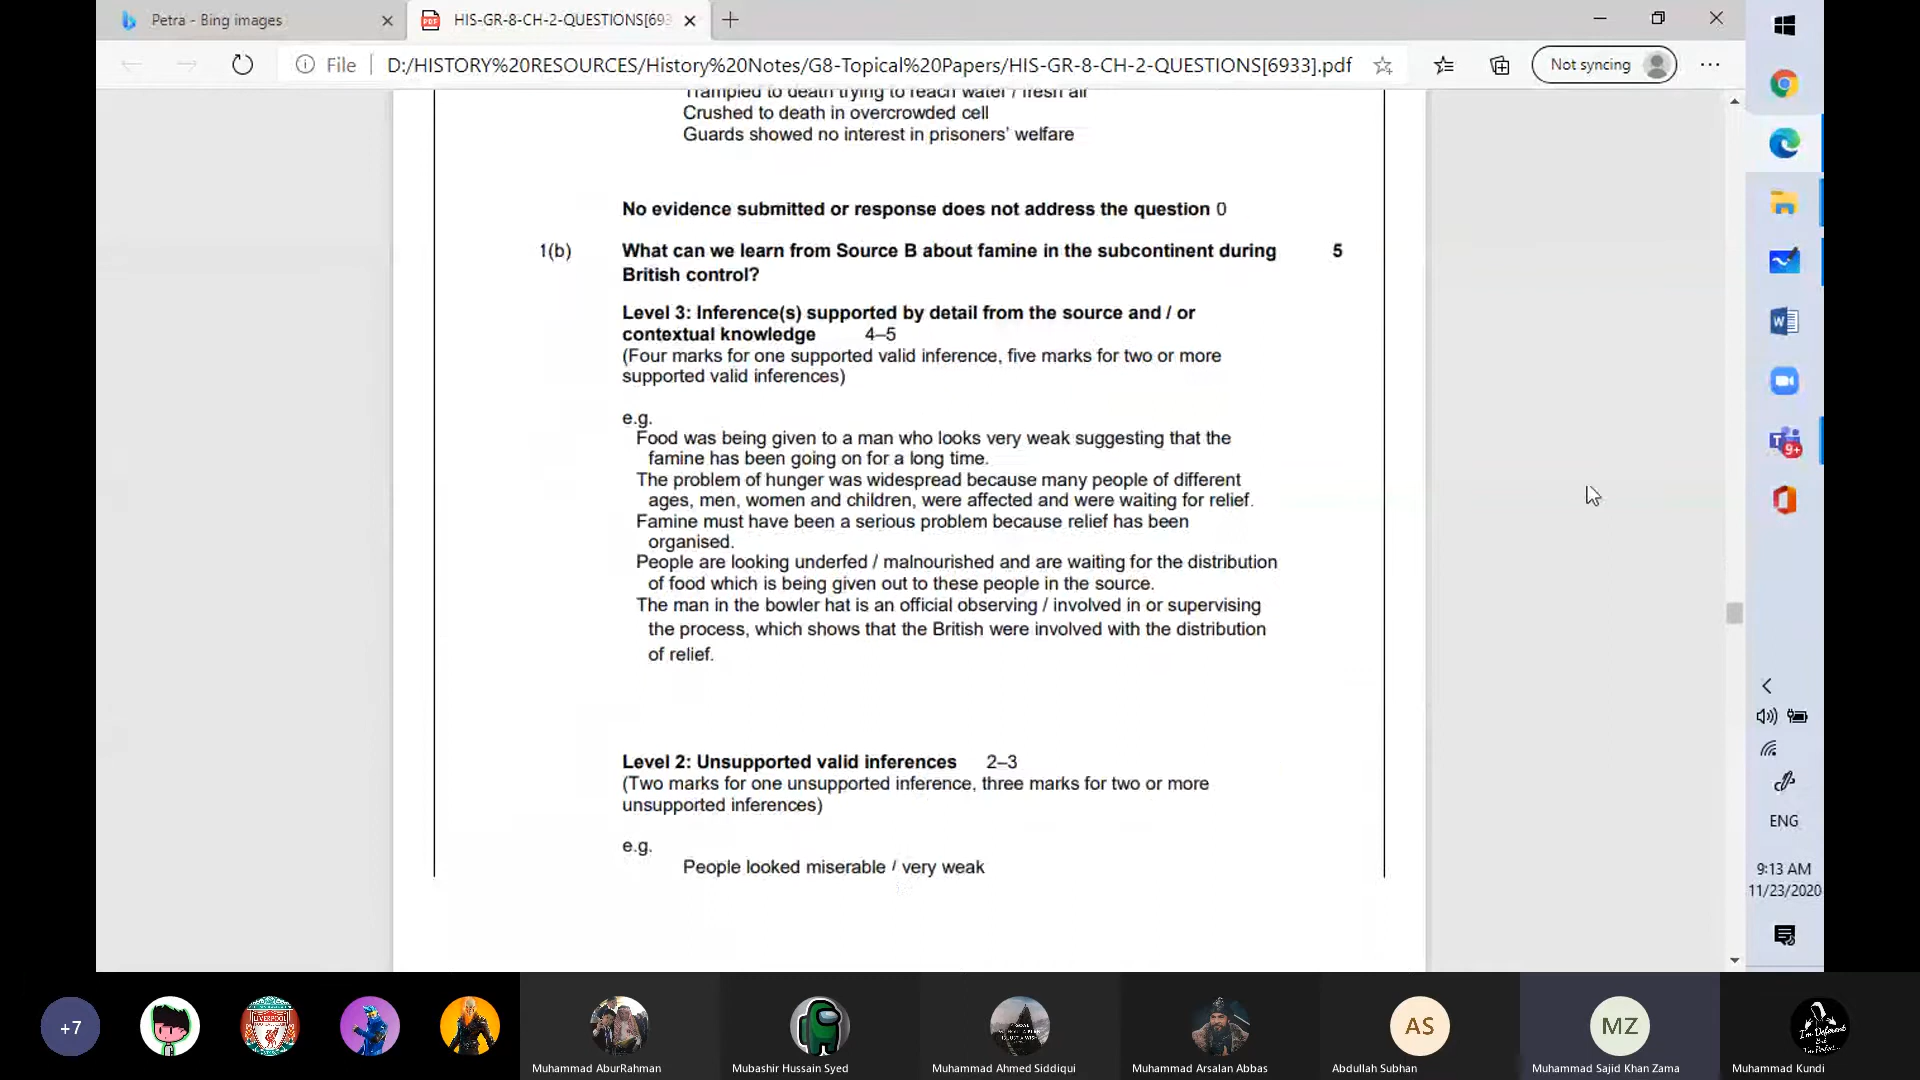 Petra - Bing images
HIS-GR-8-CH-2-QUESTIONS[693
File
D:/HISTORY%20RESOURCES/History%20Notes/G8-Topical%20Papers/HIS-GR-8-CH-2-QUESTIONS[6933].pdf
Not syncing
Trampled to death trying to reach water / fresh air
Crushed to death in overcrowded cell
Guards showed no interest in prisoners' welfare
No evidence submitted or response does not address the question 0
1(b) What can we learn from Source B about famine in the subcontinent during 5
British control?
Level 3: Inference(s) supported by detail from the source and / or
contextual knowledge 4–5
(Four marks for one supported valid inference, five marks for two or more
supported valid inferences)
e.g.
Food was being given to a man who looks very weak suggesting that the
famine has been going on for a long time.
The problem of hunger was widespread because many people of different
ages, men, women and children, were affected and were waiting for relief.
Famine must have been a serious problem because relief has been
organised.
People are looking underfed / malnourished and are waiting for the distribution
of food which is being given out to these people in the source.
The man in the bowler hat is an official observing / involved in or supervising
the process, which shows that the British were involved with the distribution
of relief.
Level 2: Unsupported valid inferences 2–3
(Two marks for one unsupported inference, three marks for two or more
unsupported inferences)
e.g.
People looked miserable / very weak
9+
ENG
9:13 AM
11/23/2020
+7
LIVERPOOL
AS
MZ
Muhammad AburRahman
Mubashir Hussain Syed
Muhammad Ahmed Siddiqui
Muhammad Arsalan Abbas
Abdullah Subhan
Muhammad Sajid Khan Zama
Muhammad Kundi